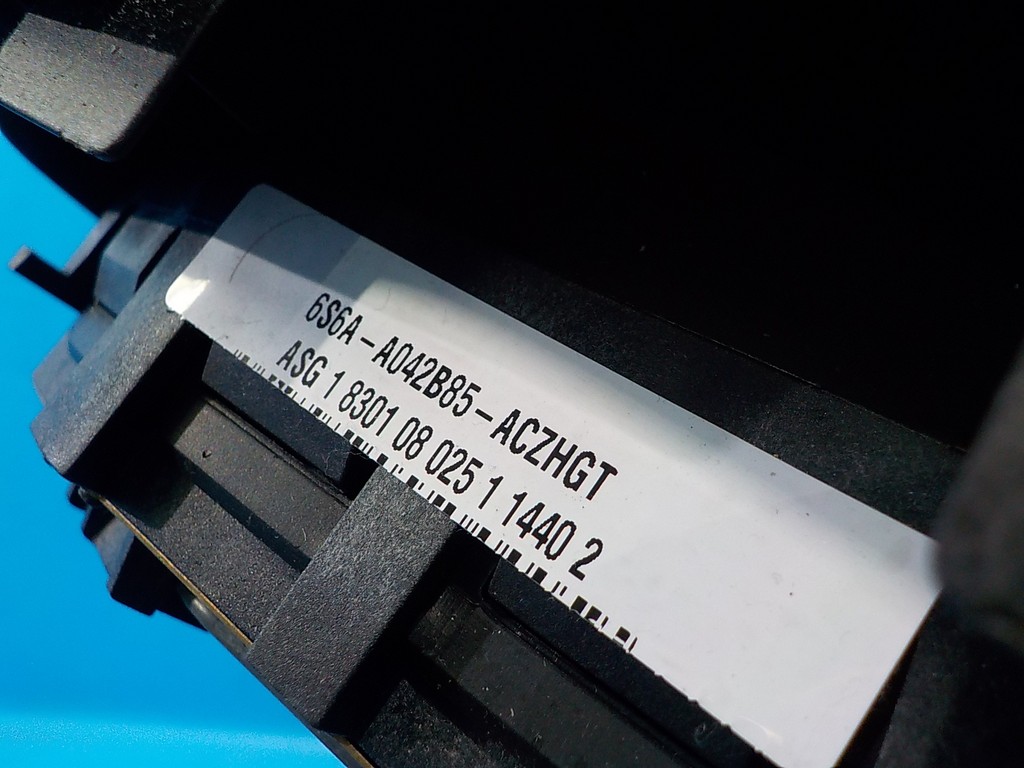 6S6A-A042B85-ACZHGT
ASG 1 8301 08 025 1 1440 2